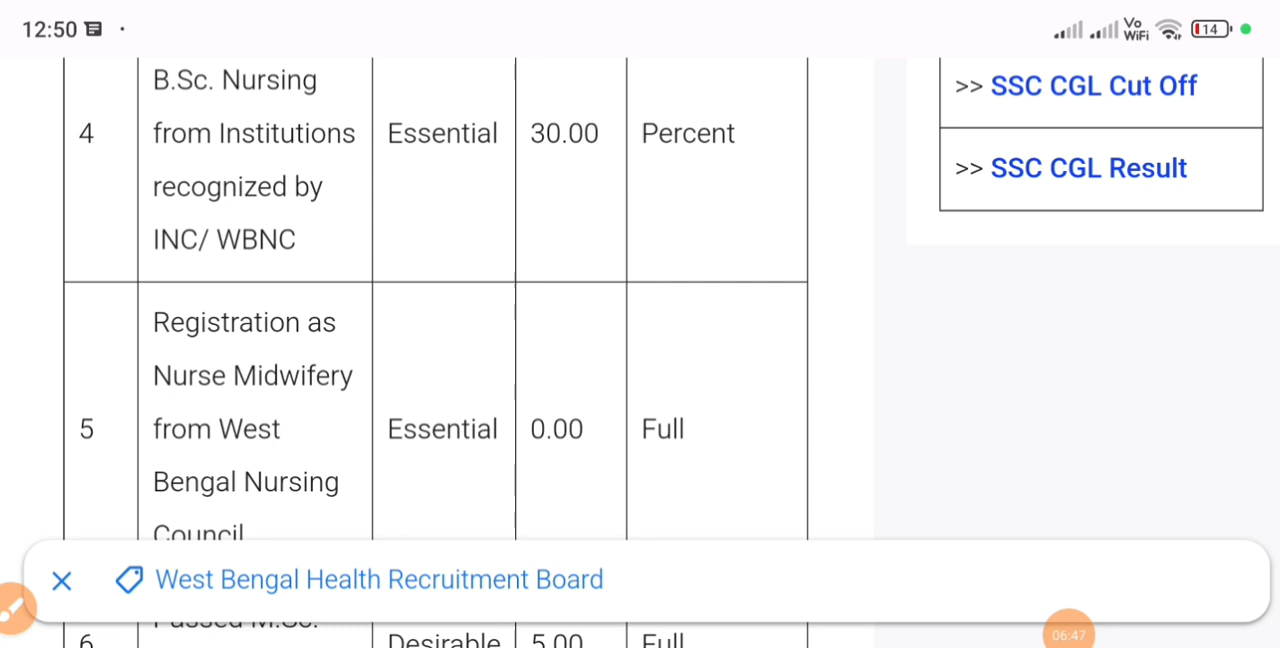 12:50
Vo
WiFi
14
B.Sc. Nursing
4 from Institutions Essential 30.00 Percent
recognized by
INC/ WBNC
>> SSC CGL Cut Off
>> SSC CGL Result
Registration as
Nurse Midwifery
5 from West Essential 0.00 Full
Bengal Nursing
Council
West Bengal Health Recruitment Board
6 Desirable 5.00 Full
06:47